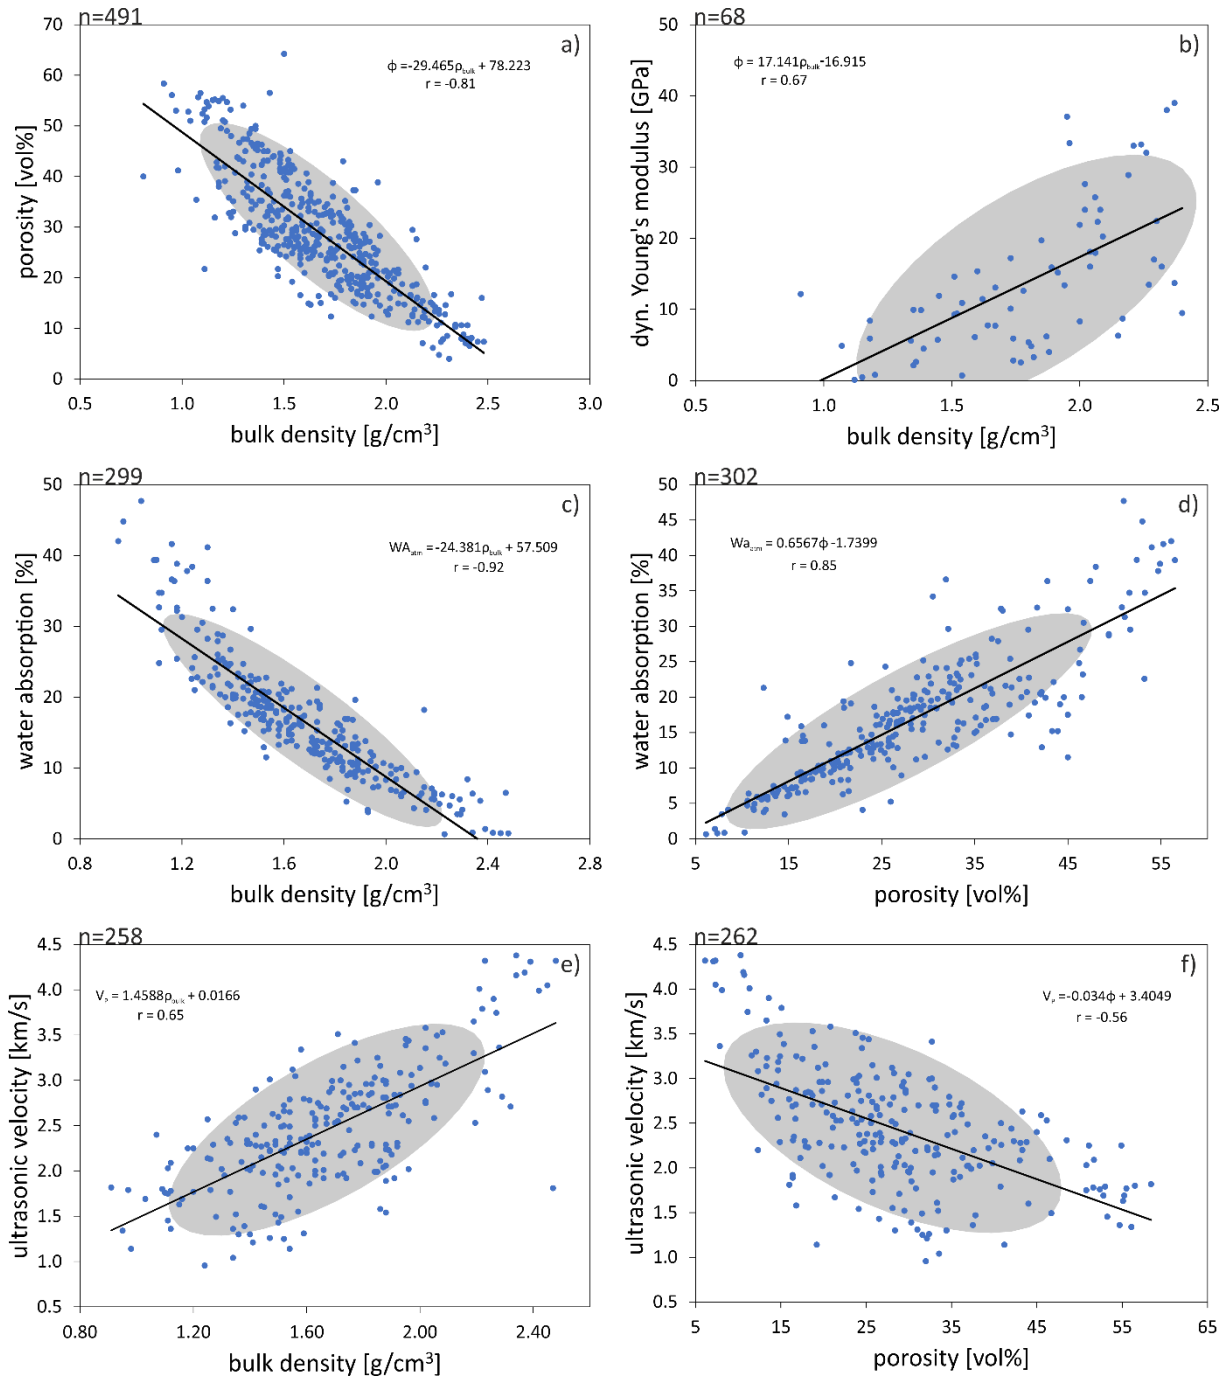 n=491
a)
ϕ =-29.465ρbulk + 78.223
r = -0.81
porosity [vol%]
70
60
50
40
30
20
10
0
0.5 1.0 1.5 2.0 2.5 3.0
bulk density [g/cm³]
n=68
b)
ϕ = 17.141ρbulk-16.915
r = 0.67
dyn. Young's modulus [GPa]
50
40
30
20
10
0
1.0 1.5 2.0 2.5
bulk density [g/cm³]
n=299
c)
WAatm = -24.381ρbulk + 57.509
r = -0.92
water absorption [%]
50
40
30
20
10
0
0.8 1.2 1.6 2.0 2.4 2.8
bulk density [g/cm³]
n=302
d)
Waatm = 0.6567ϕ -1.7399
r = 0.85
water absorption [%]
50
45
40
35
30
25
20
15
10
5
0
5 15 25 35 45 55
porosity [vol%]
n=258
e)
VP = 1.4588ρbulk + 0.0166
r = 0.65
ultrasonic velocity [km/s]
4.5
4.0
3.5
3.0
2.5
2.0
1.5
1.0
0.5
0.80 1.20 1.60 2.00 2.40
bulk density [g/cm³]
n=262
f)
VP =-0.034ϕ + 3.4049
r = -0.56
ultrasonic velocity [km/s]
4.5
4.0
3.5
3.0
2.5
2.0
1.5
1.0
0.5
5 15 25 35 45 55 65
porosity [vol%]